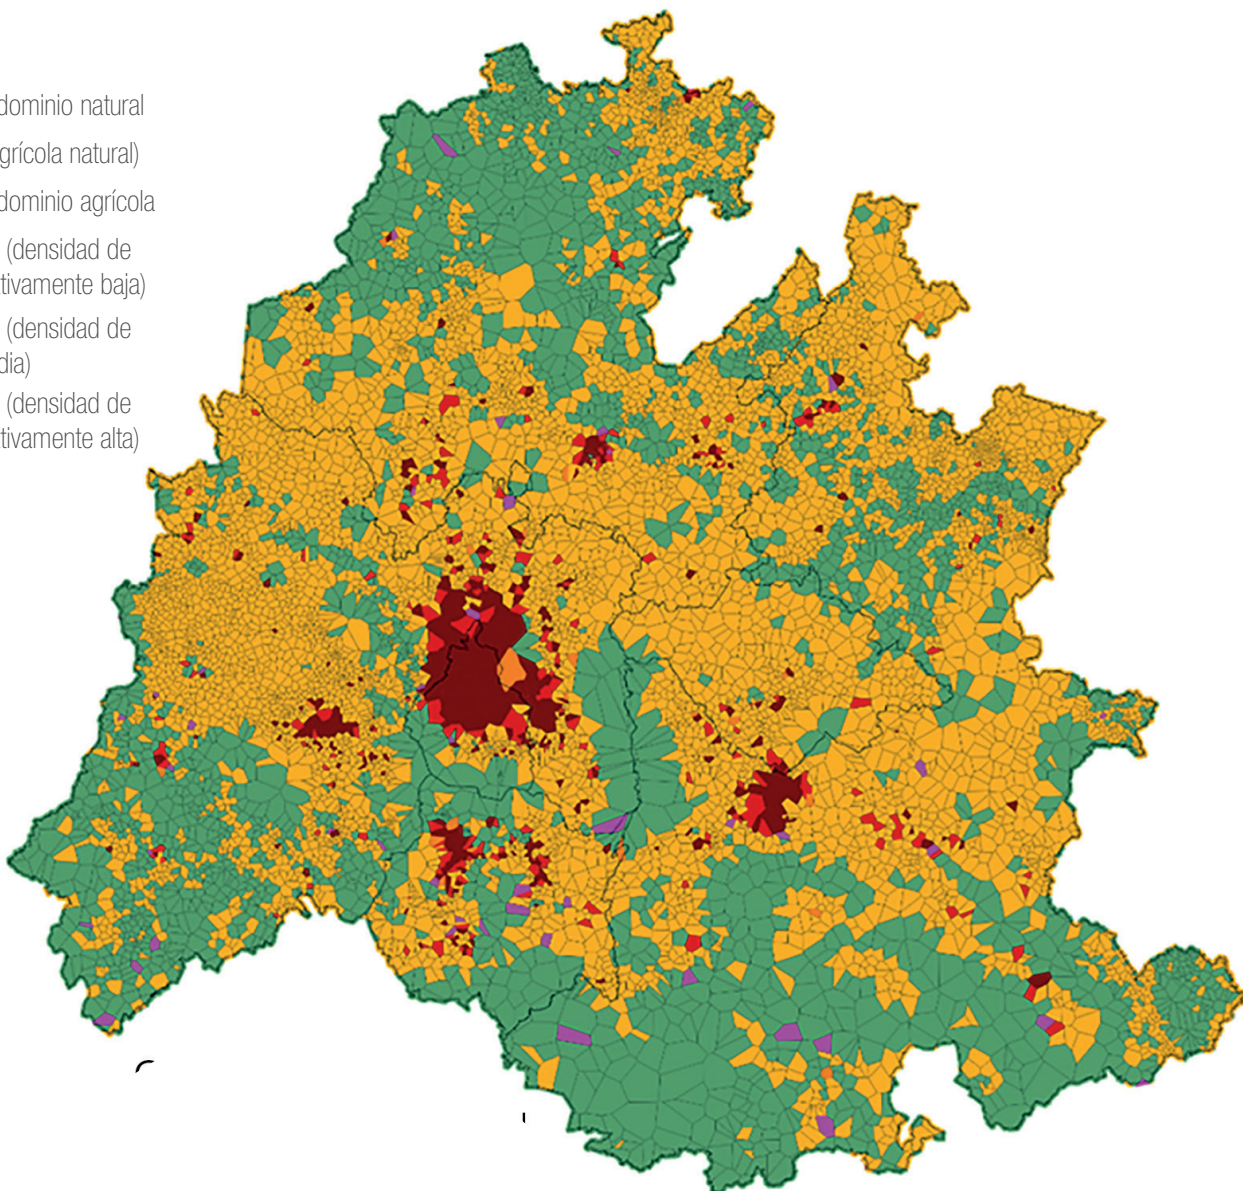 dominio natural
grícola natural)
dominio agrícola
(densidad de
tivamente baja)
(densidad de
dia)
(densidad de
tivamente alta)